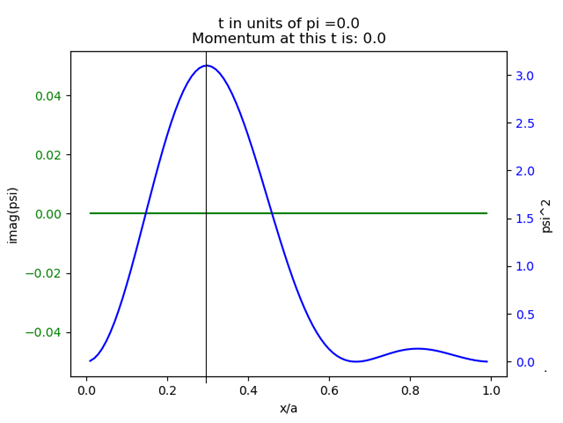 t in units of pi =0.0
Momentum at this t is: 0.0
0.04
0.02
0.00
−0.02
−0.04
imag(psi)
3.0
2.5
2.0
1.5
1.0
0.5
0.0
psi^2
.
0.0 0.2 0.4 0.6 0.8 1.0
x/a